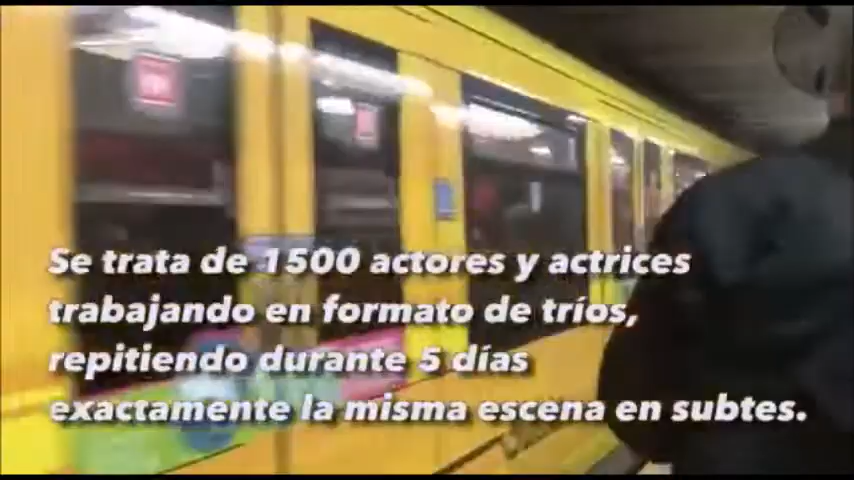 Se trata de 1500 actores y actrices
trabajando en formato de tríos,
repitiendo durante 5 días
exactamente la misma escena en subtes.